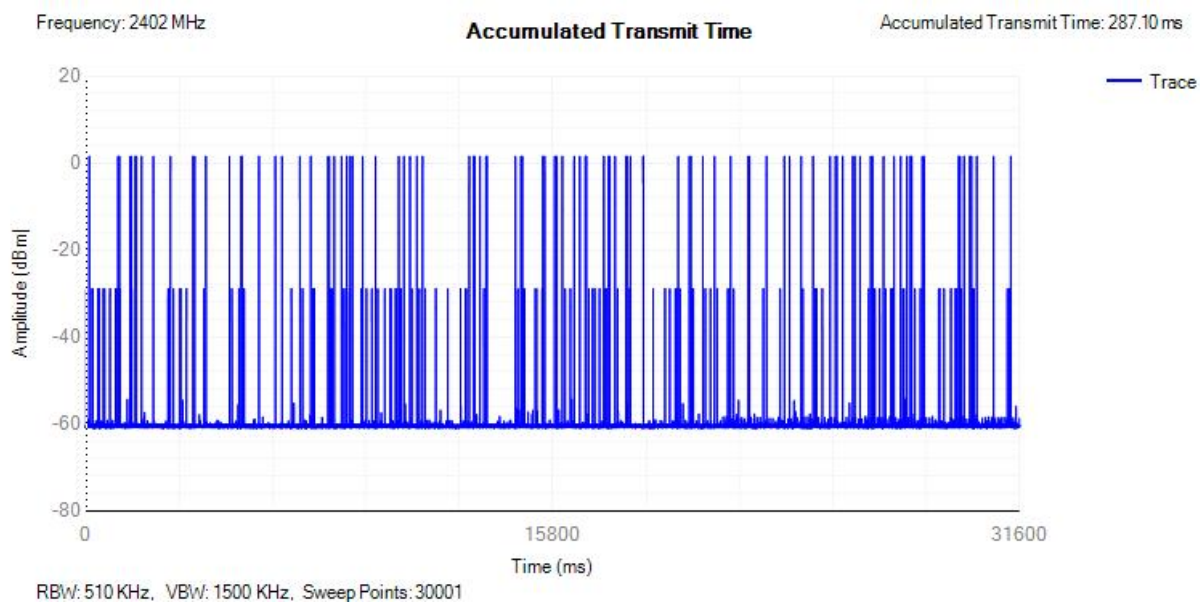 Frequency: 2402 MHz
Accumulated Transmit Time
Accumulated Transmit Time: 287.10 ms
Trace
20
0
-20
-40
-60
-80
Amplitude [dBm]
0
15800
31600
Time (ms)
RBW: 510 KHz, VBW: 1500 KHz, Sweep Points: 30001